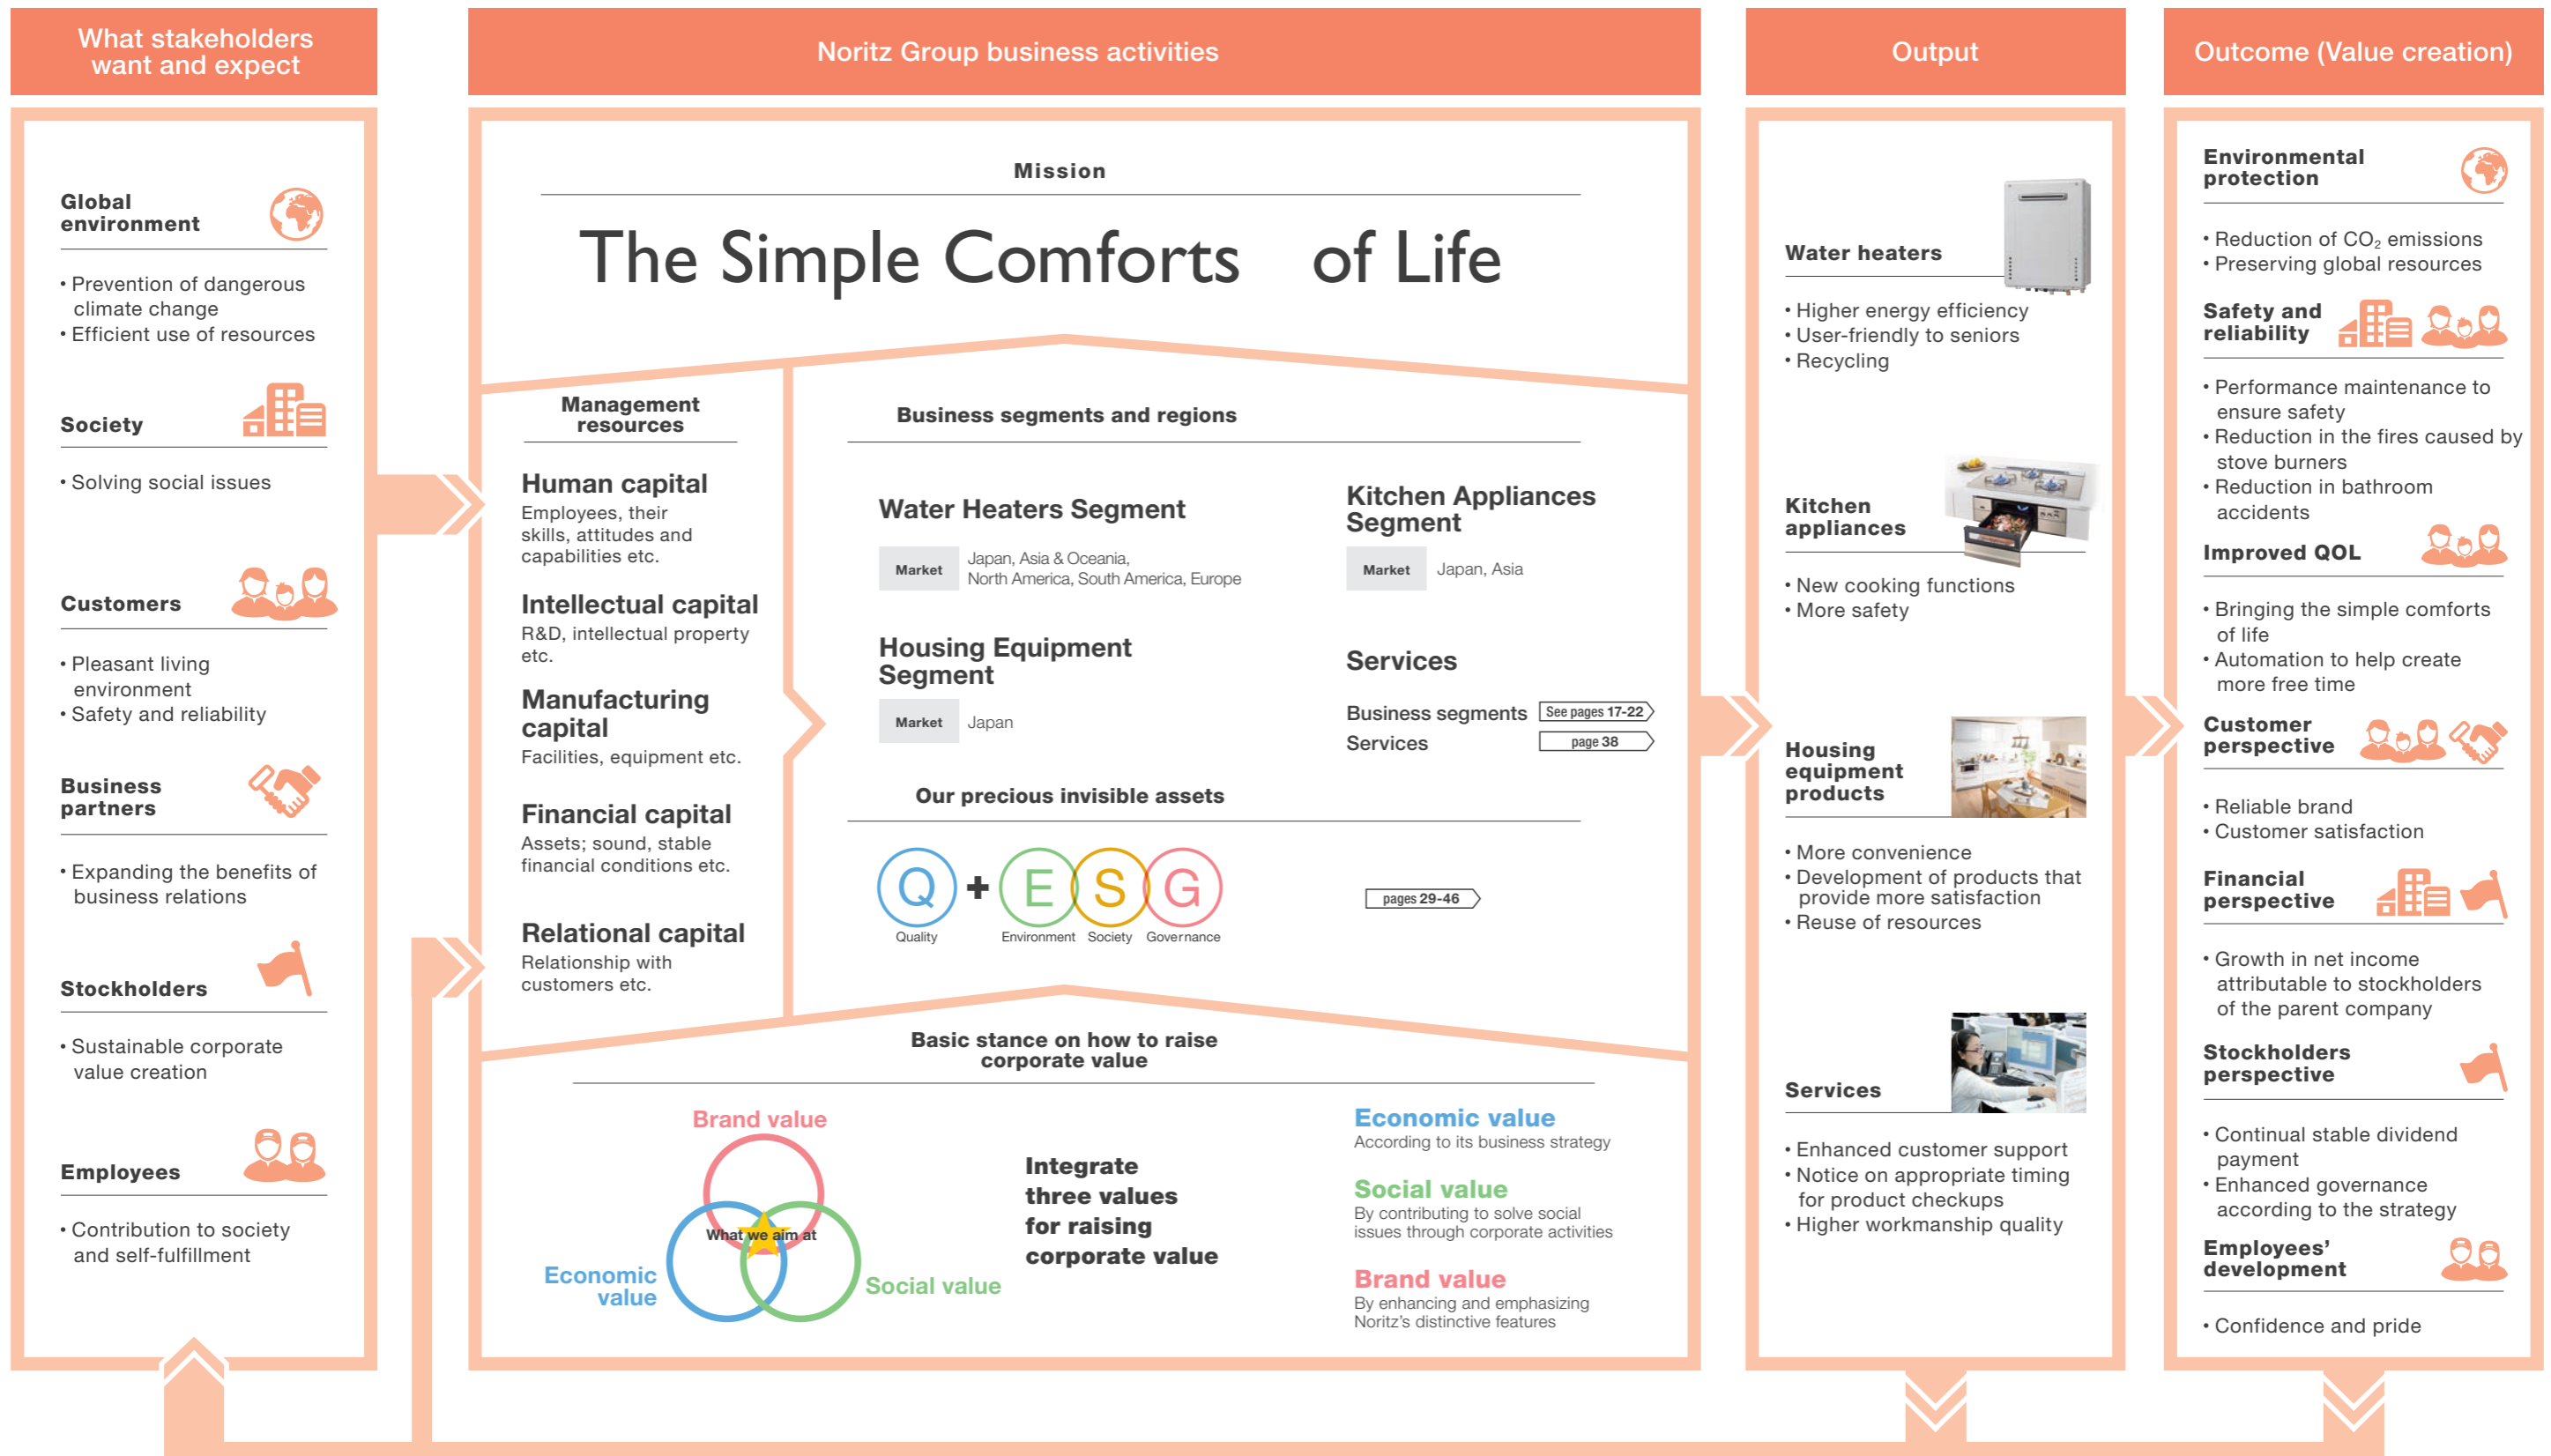 What stakeholders
want and expect
Global
environment
• Prevention of dangerous
climate change
• Efficient use of resources
Society
• Solving social issues
Customers
• Pleasant living
environment
• Safety and reliability
Business
partners
• Expanding the benefits of
business relations
Stockholders
• Sustainable corporate
value creation
Employees
• Contribution to society
and self-fulfillment
Noritz Group business activities
Mission
The Simple Comforts of Life
Management
resources
Human capital
Employees, their
skills, attitudes and
capabilities etc.
Intellectual capital
R&D, intellectual property
etc.
Manufacturing
capital
Facilities, equipment etc.
Financial capital
Assets; sound, stable
financial conditions etc.
Relational capital
Relationship with
customers etc.
Business segments and regions
Water Heaters Segment
Market
Japan, Asia & Oceania,
North America, South America, Europe
Kitchen Appliances
Segment
Market
Japan, Asia
Housing Equipment
Segment
Market
Japan
Services
Business segments See pages 17-22
Services page 38
Our precious invisible assets
Q + E S G
Quality Environment Society Governance
pages 29-46
Basic stance on how to raise
corporate value
Brand value
What we aim at
Economic
value
Social value
Integrate
three values
for raising
corporate value
Economic value
According to its business strategy
Social value
By contributing to solve social
issues through corporate activities
Brand value
By enhancing and emphasizing
Noritz's distinctive features
Output
Water heaters
• Higher energy efficiency
• User-friendly to seniors
• Recycling
Kitchen
appliances
• New cooking functions
• More safety
Housing
equipment
products
• More convenience
• Development of products that
provide more satisfaction
• Reuse of resources
Services
• Enhanced customer support
• Notice on appropriate timing
for product checkups
• Higher workmanship quality
Outcome (Value creation)
Environmental
protection
• Reduction of CO₂ emissions
• Preserving global resources
Safety and
reliability
• Performance maintenance to
ensure safety
• Reduction in the fires caused by
stove burners
• Reduction in bathroom
accidents
Improved QOL
• Bringing the simple comforts
of life
• Automation to help create
more free time
Customer
perspective
• Reliable brand
• Customer satisfaction
Financial
perspective
• Growth in net income
attributable to stockholders
of the parent company
Stockholders
perspective
• Continual stable dividend
payment
• Enhanced governance
according to the strategy
Employees'
development
• Confidence and pride